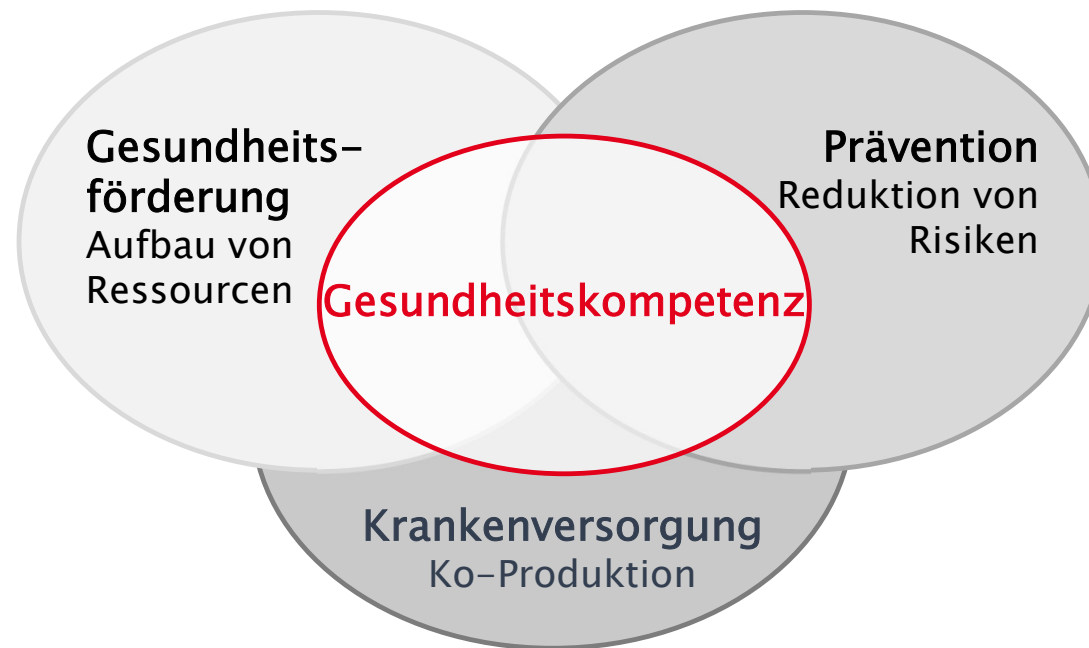 Gesundheits-
förderung
Aufbau von
Ressourcen
Prävention
Reduktion von
Risiken
Gesundheitskompetenz
Krankenversorgung
Ko-Produktion